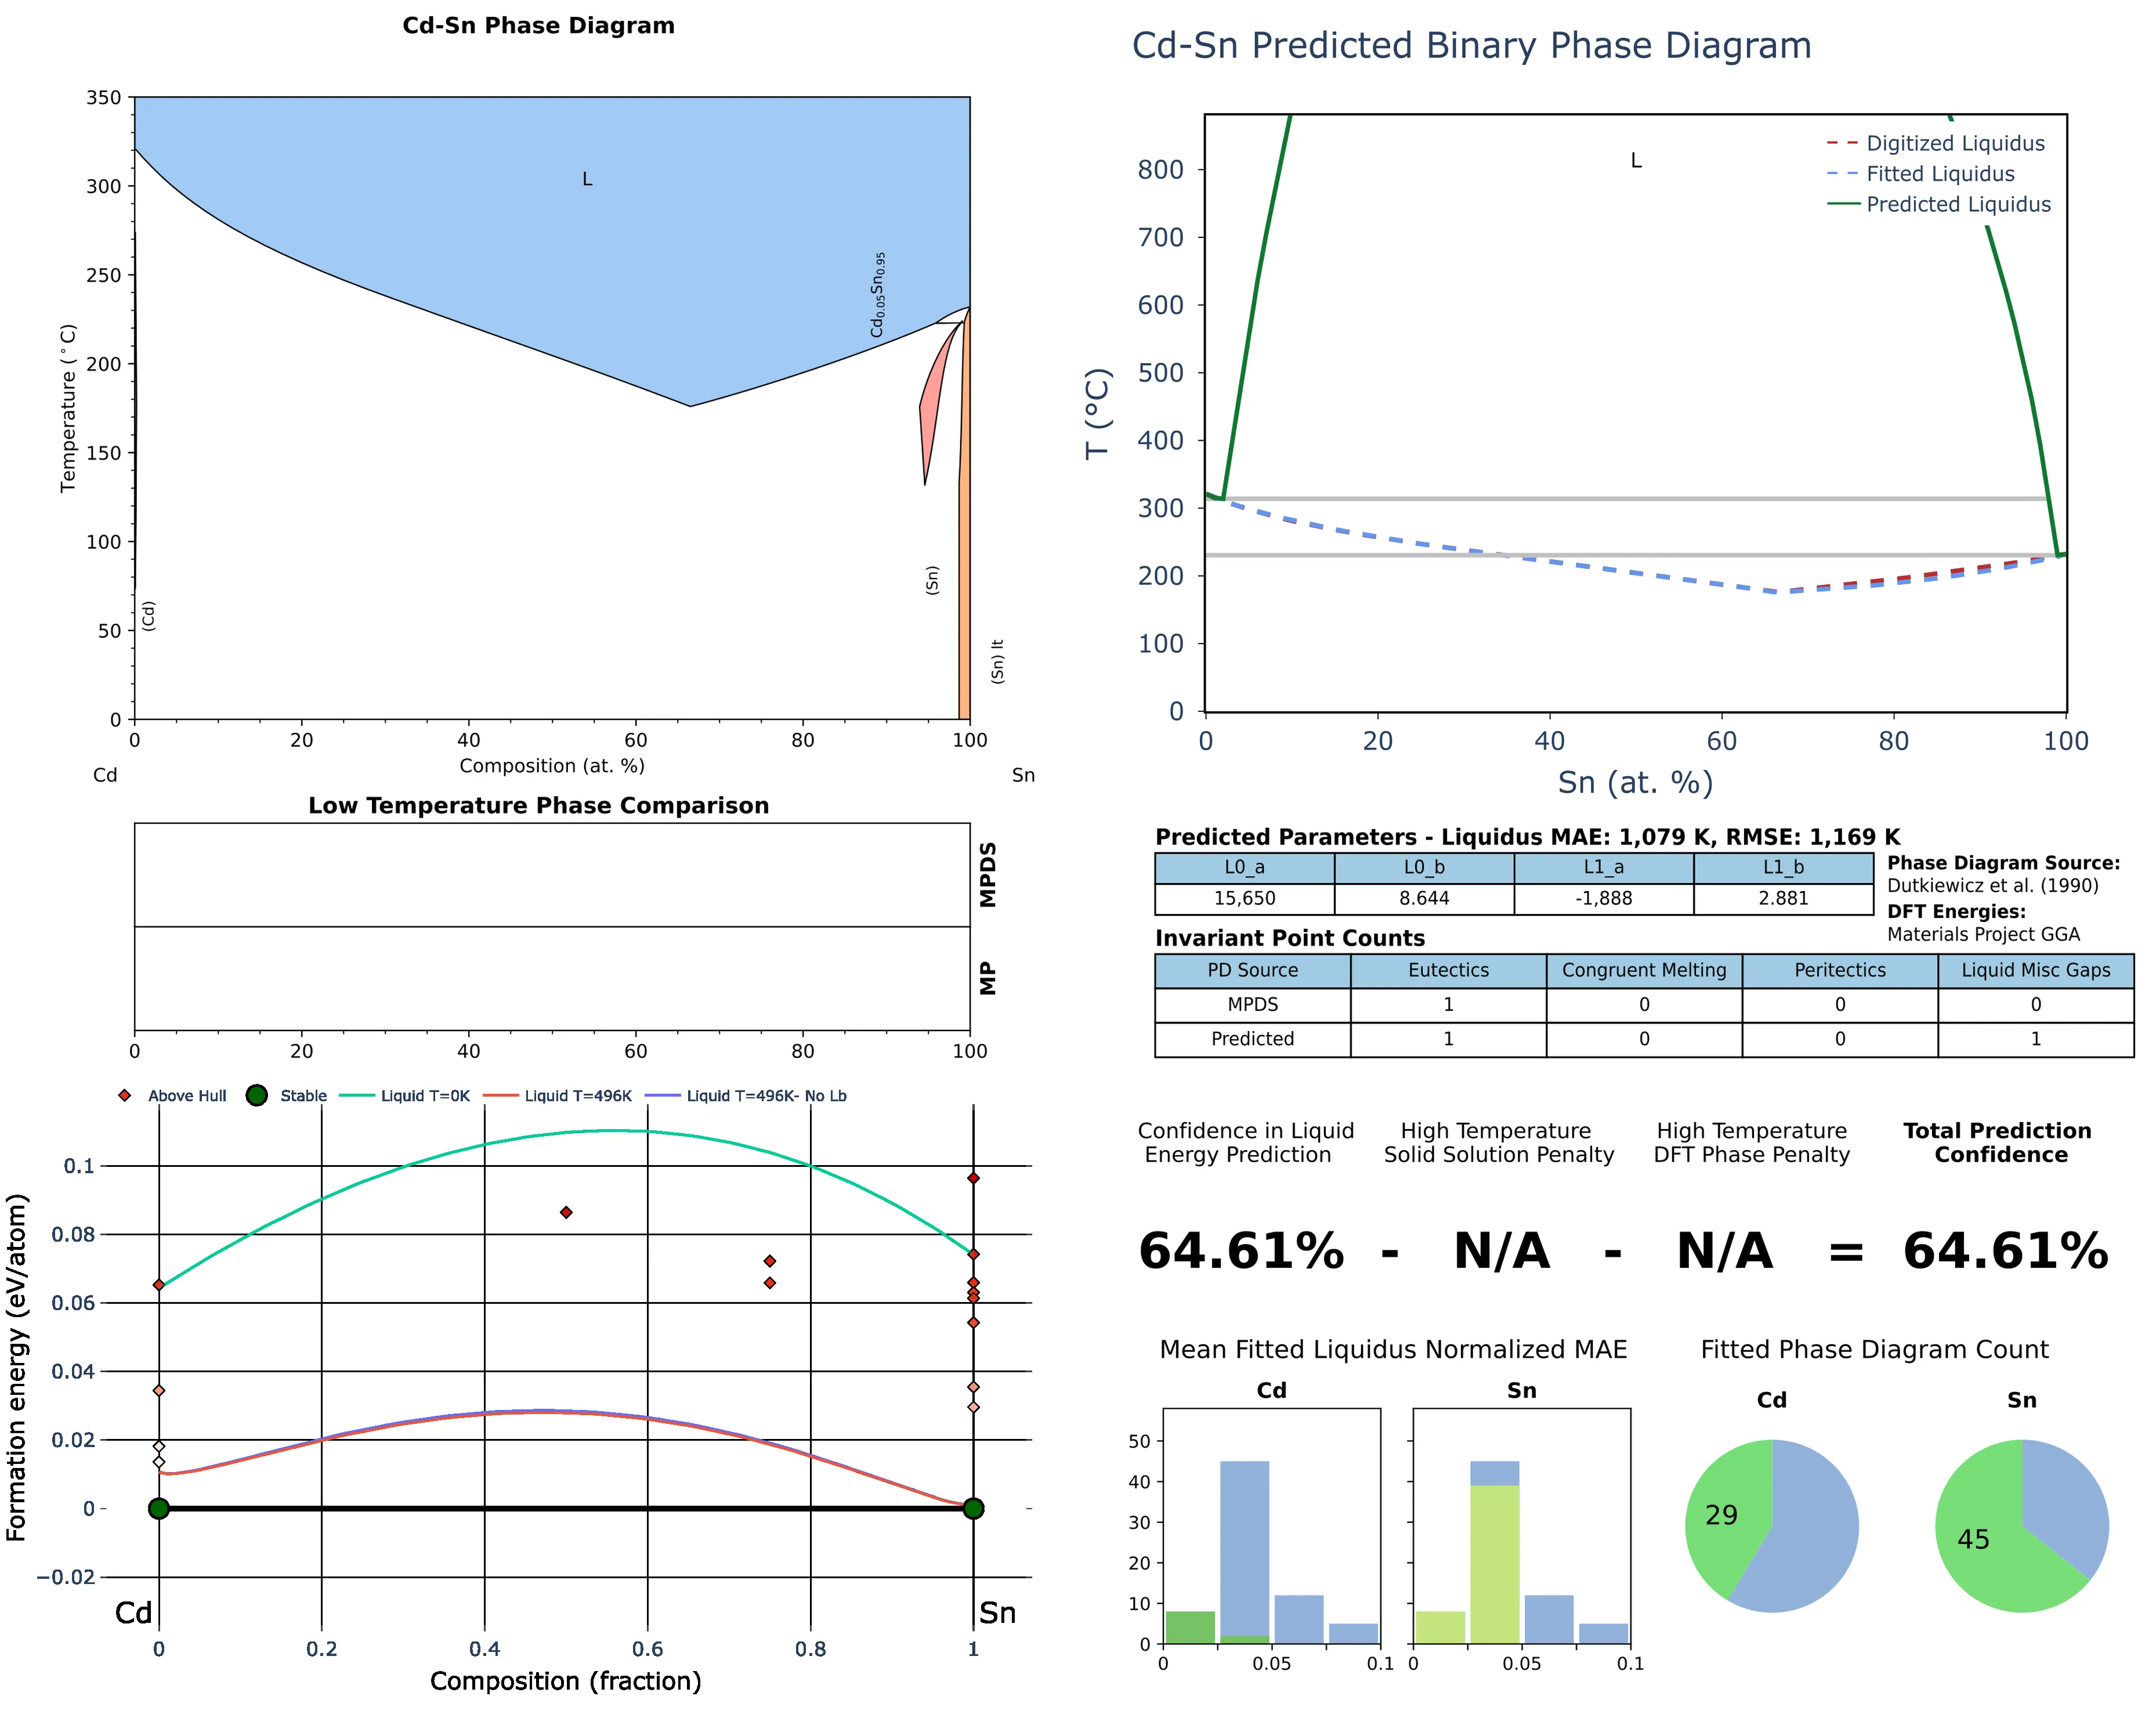 Cd-Sn Phase Diagram
350
300
250
200
150
100
50
0
Temperature (°C)
L
Cd0.05Sn0.95
(Cd)
(Sn)
(Sn) lt
0 20 40 60 80 100
Composition (at. %)
Cd Sn
Low Temperature Phase Comparison
MPDS
MP
0 20 40 60 80 100
Above Hull Stable Liquid T=0K Liquid T=496K Liquid T=496K- No Lb
0.1
0.08
0.06
0.04
0.02
0
−0.02
Formation energy (eV/atom)
Cd Sn
0 0.2 0.4 0.6 0.8 1
Composition (fraction)
Cd-Sn Predicted Binary Phase Diagram
L
Digitized Liquidus
Fitted Liquidus
Predicted Liquidus
800
700
600
500
400
300
200
100
0
T (°C)
0 20 40 60 80 100
Sn (at. %)
Predicted Parameters - Liquidus MAE: 1,079 K, RMSE: 1,169 K
L0_a L0_b L1_a L1_b
15,650 8.644 -1,888 2.881
Phase Diagram Source:
Dutkiewicz et al. (1990)
DFT Energies:
Materials Project GGA
Invariant Point Counts
PD Source Eutectics Congruent Melting Peritectics Liquid Misc Gaps
MPDS 1 0 0 0
Predicted 1 0 0 1
Confidence in Liquid
Energy Prediction
High Temperature
Solid Solution Penalty
High Temperature
DFT Phase Penalty
Total Prediction
Confidence
64.61% - N/A - N/A = 64.61%
Mean Fitted Liquidus Normalized MAE
Cd Sn
50
40
30
20
10
0
0 0.05 0.1 0 0.05 0.1
Fitted Phase Diagram Count
Cd Sn
29 45